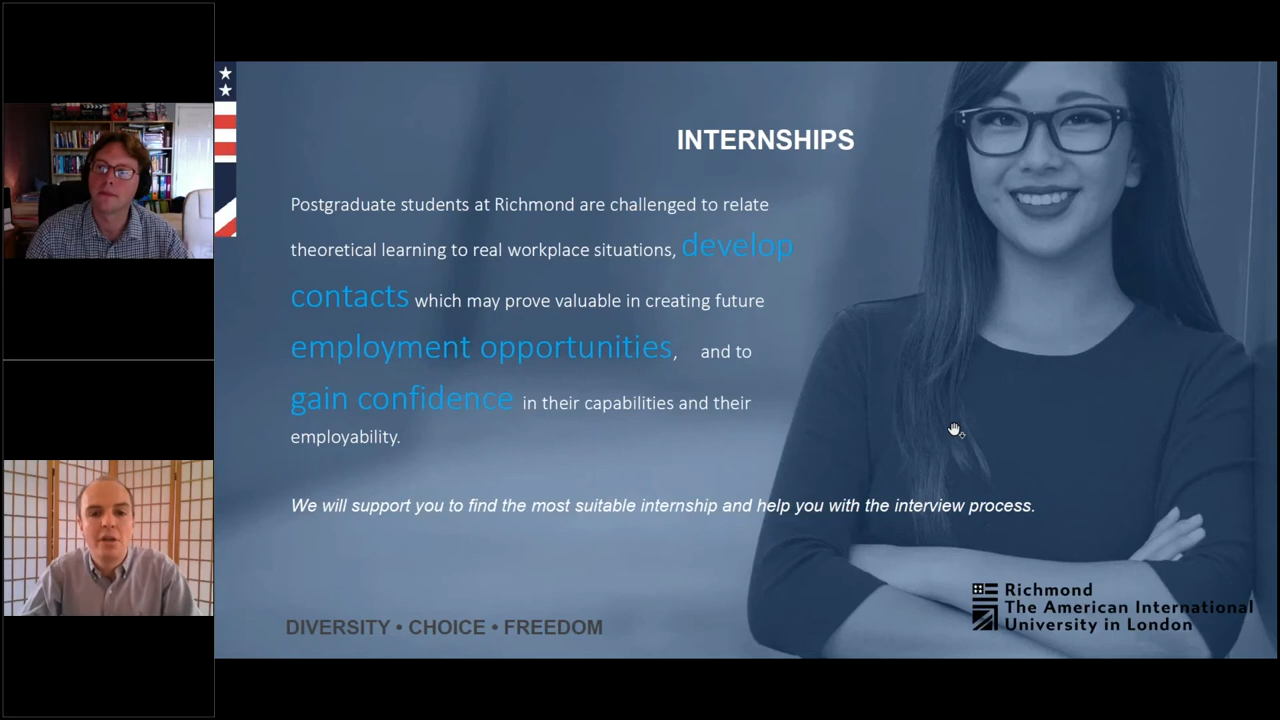 INTERNSHIPS
Postgraduate students at Richmond are challenged to relate
theoretical learning to real workplace situations, develop
contacts which may prove valuable in creating future
employment opportunities, and to
gain confidence in their capabilities and their
employability.
We will support you to find the most suitable internship and help you with the interview process.
DIVERSITY • CHOICE • FREEDOM
Richmond
The American International
University in London